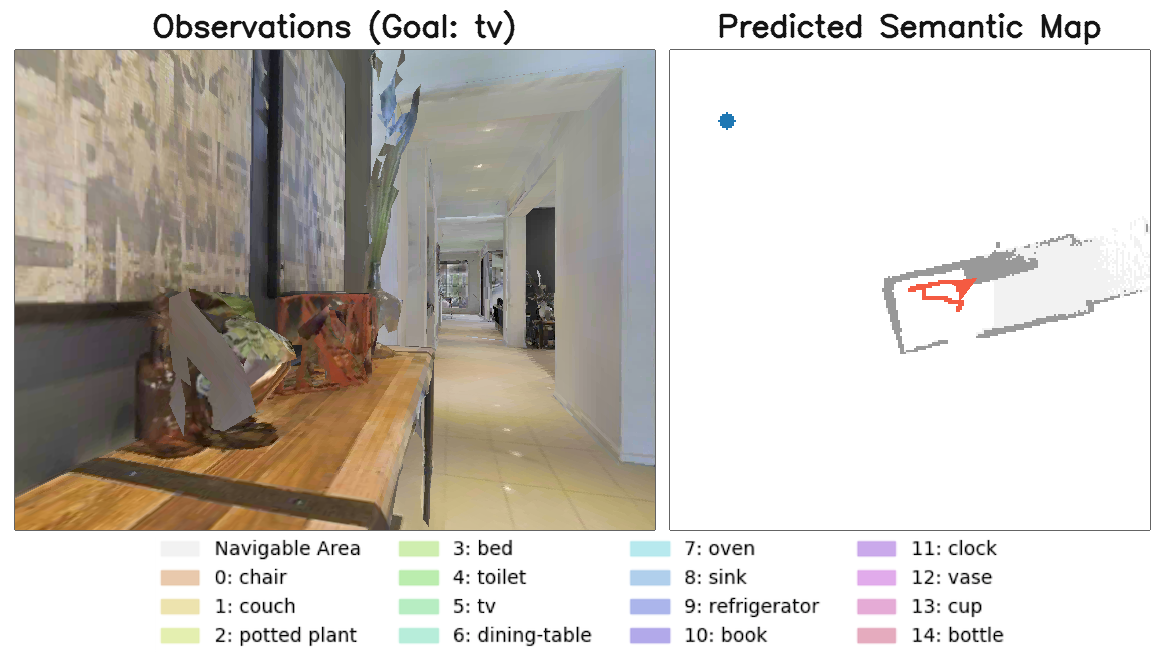 Observations (Goal: tv)
Predicted Semantic Map
Navigable Area
0: chair
1: couch
2: potted plant
3: bed
4: toilet
5: tv
6: dining-table
7: oven
8: sink
9: refrigerator
10: book
11: clock
12: vase
13: cup
14: bottle